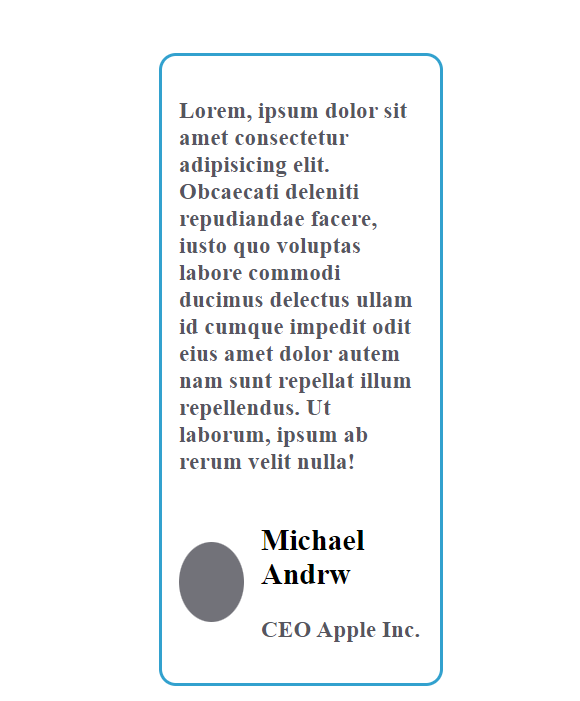 Lorem, ipsum dolor sit
amet consectetur
adipisicing elit.
Obcaecati deleniti
repudiandae facere,
iusto quo voluptas
labore commodi
ducimus delectus ullam
id cumque impedit odit
eius amet dolor autem
nam sunt repellat illum
repellendus. Ut
laborum, ipsum ab
rerum velit nulla!
Michael
Andrw
CEO Apple Inc.